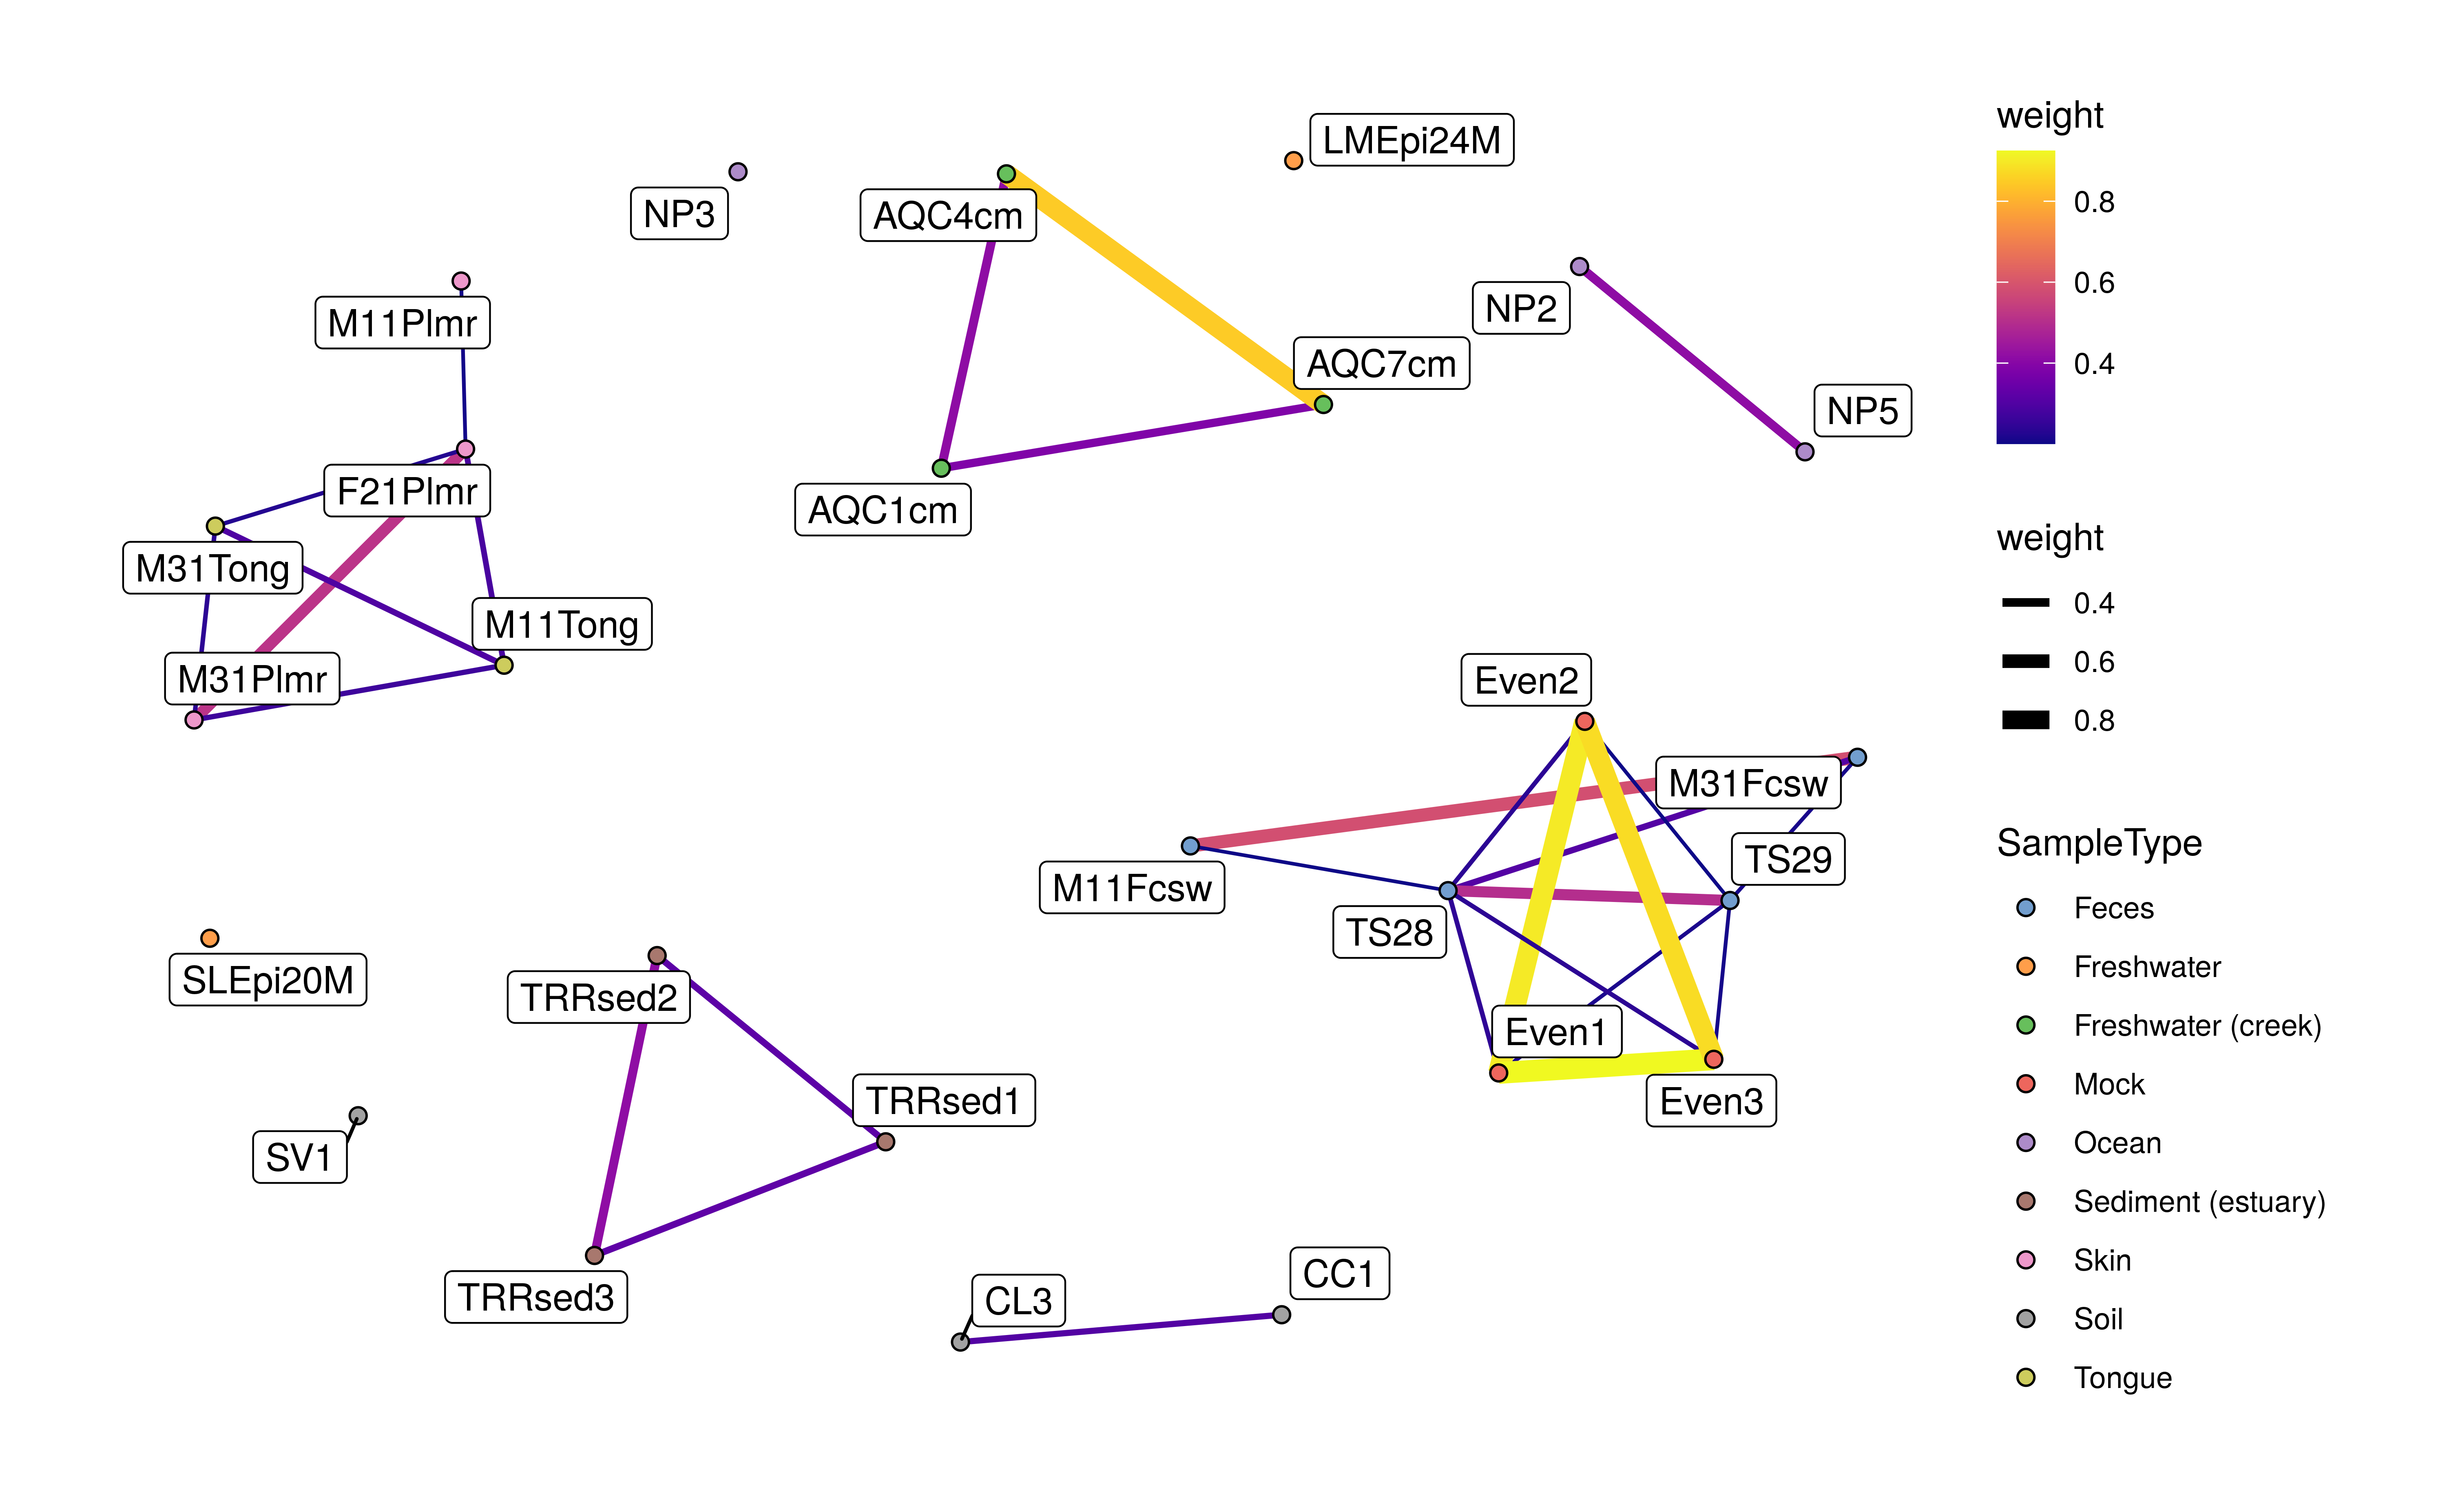 LMEpi24M
NP3
AQC4cm
NP2
M11Plmr
AQC7cm
NP5
F21Plmr
AQC1cm
M31Tong
M11Tong
M31Plmr
Even2
M31Fcsw
TS29
M11Fcsw
TS28
SLEpi20M
TRRsed2
Even1
TRRsed1
Even3
SV1
TRRsed3
CL3
CC1
weight
0.8
0.6
0.4
weight
0.4
0.6
0.8
SampleType
Feces
Freshwater
Freshwater (creek)
Mock
Ocean
Sediment (estuary)
Skin
Soil
Tongue